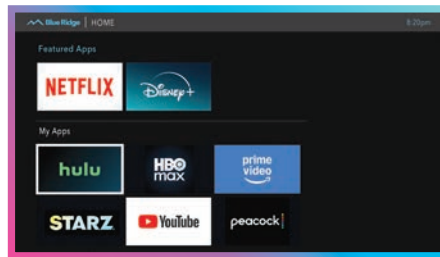 Blue Ridge | HOME 8:20pm
Featured Apps
NETFLIX Disney+
My Apps
hulu HBO max prime video
STARZ YouTube peacock